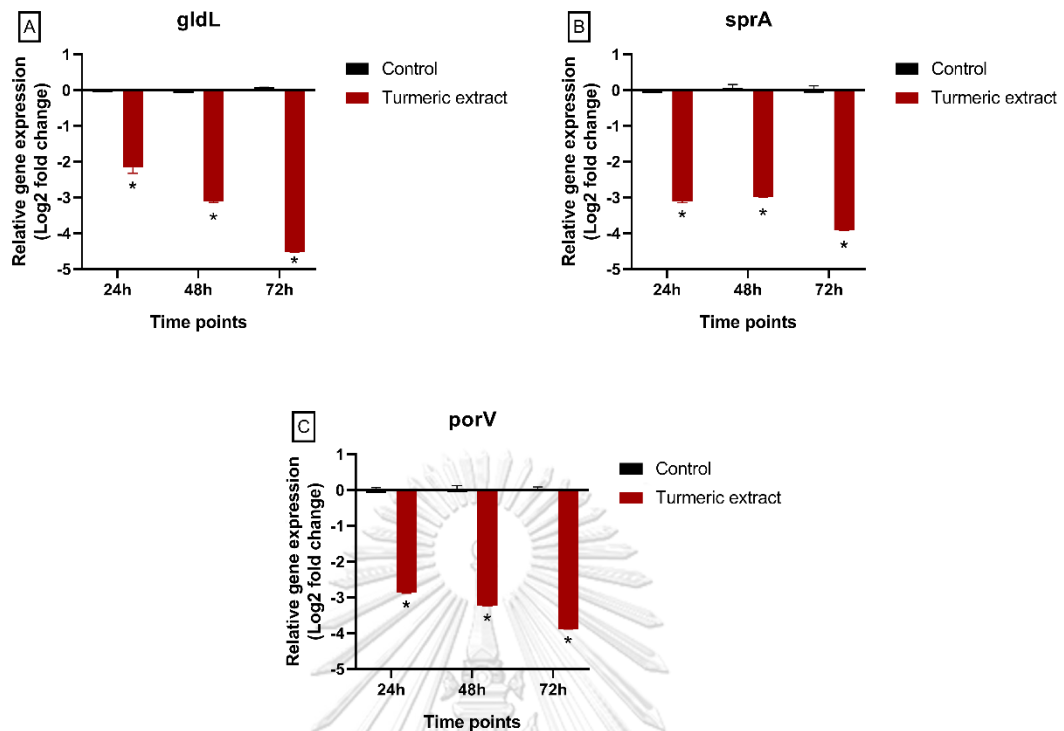 A
gldL
Relative gene expression
(Log2 fold change)
1
0
-1
-2
-3
-4
-5
*
*
*
24h 48h 72h
Time points
Control
Turmeric extract
B
sprA
Relative gene expression
(Log2 fold change)
1
0
-1
-2
-3
-4
-5
*
*
*
24h 48h 72h
Time points
Control
Turmeric extract
C
porV
Relative gene expression
(Log2 fold change)
1
0
-1
-2
-3
-4
-5
*
*
*
24h 48h 72h
Time points
Control
Turmeric extract